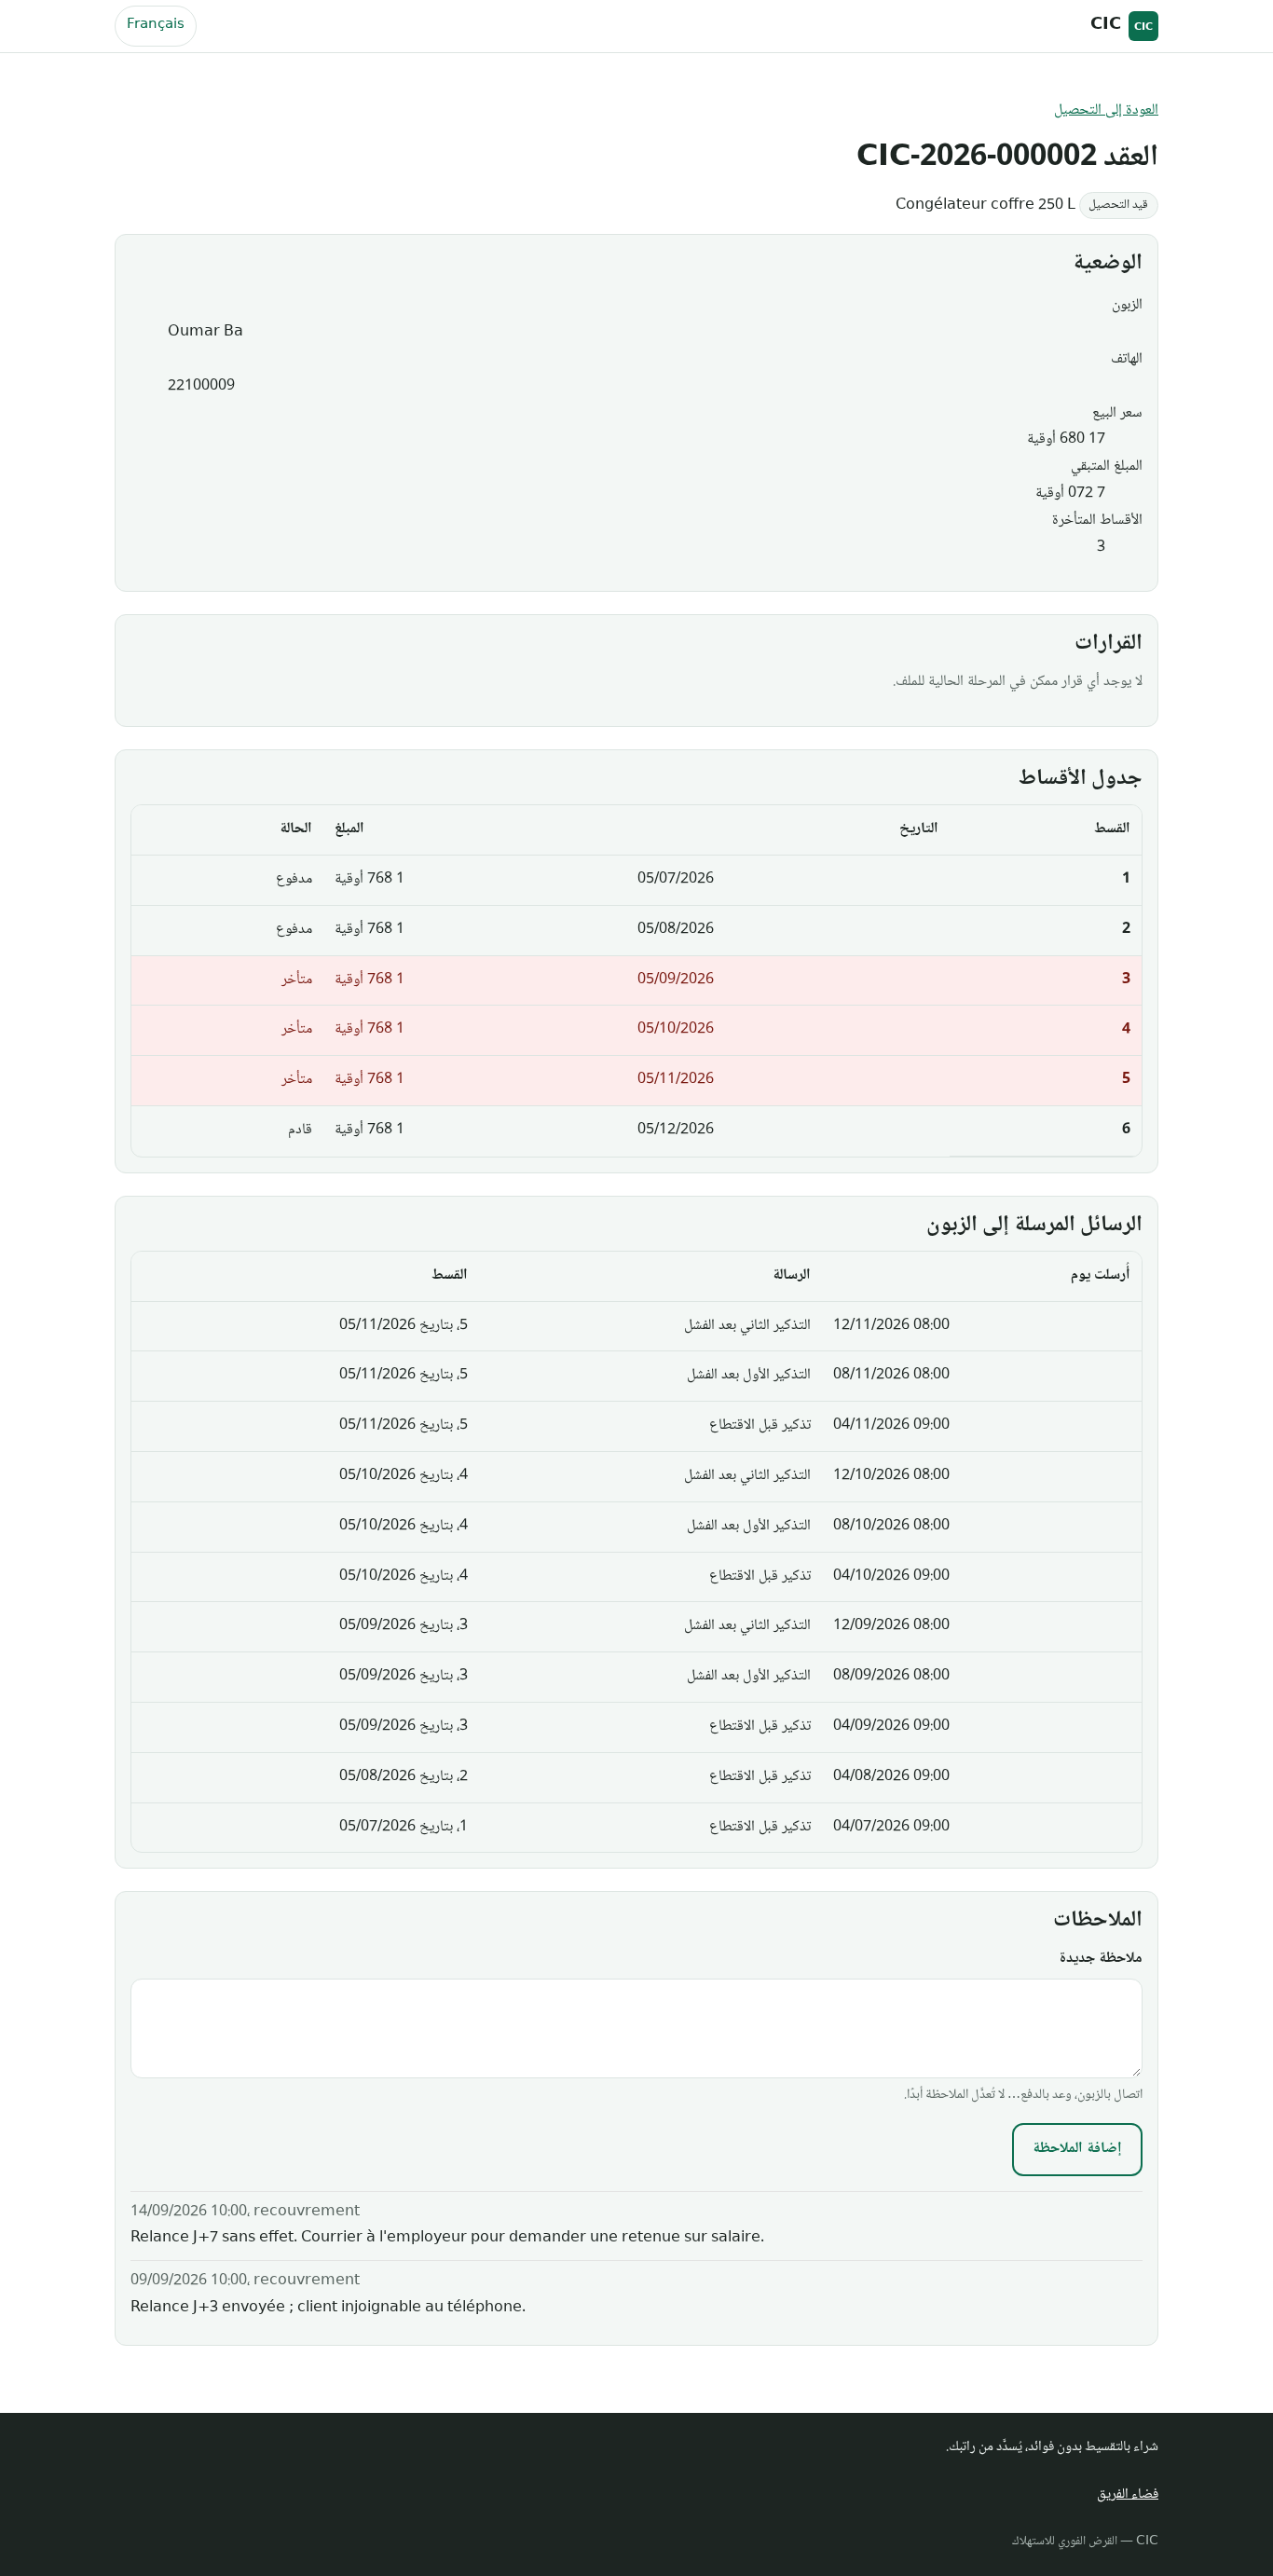 CIC CIC
Français
العودة إلى التحصيل
العقد CIC-2026-000002
قيد التحصيل Congélateur coffre 250 L
الوضعية
الزبون
Oumar Ba
الهاتف
22100009
سعر البيع
17 680 أوقية
المبلغ المتبقي
7 072 أوقية
الأقساط المتأخرة
3
القرارات
لا يوجد أي قرار ممكن في المرحلة الحالية للملف.
جدول الأقساط
القسط التاريخ المبلغ الحالة
1 05/07/2026 1 768 أوقية مدفوع
2 05/08/2026 1 768 أوقية مدفوع
3 05/09/2026 1 768 أوقية متأخر
4 05/10/2026 1 768 أوقية متأخر
5 05/11/2026 1 768 أوقية متأخر
6 05/12/2026 1 768 أوقية قادم
الرسائل المرسلة إلى الزبون
أُرسلت يوم الرسالة القسط
12/11/2026 08:00 التذكير الثاني بعد الفشل 5، بتاريخ 05/11/2026
08/11/2026 08:00 التذكير الأول بعد الفشل 5، بتاريخ 05/11/2026
04/11/2026 09:00 تذكير قبل الاقتطاع 5، بتاريخ 05/11/2026
12/10/2026 08:00 التذكير الثاني بعد الفشل 4، بتاريخ 05/10/2026
08/10/2026 08:00 التذكير الأول بعد الفشل 4، بتاريخ 05/10/2026
04/10/2026 09:00 تذكير قبل الاقتطاع 4، بتاريخ 05/10/2026
12/09/2026 08:00 التذكير الثاني بعد الفشل 3، بتاريخ 05/09/2026
08/09/2026 08:00 التذكير الأول بعد الفشل 3، بتاريخ 05/09/2026
04/09/2026 09:00 تذكير قبل الاقتطاع 3، بتاريخ 05/09/2026
04/08/2026 09:00 تذكير قبل الاقتطاع 2، بتاريخ 05/08/2026
04/07/2026 09:00 تذكير قبل الاقتطاع 1، بتاريخ 05/07/2026
الملاحظات
ملاحظة جديدة
اتصال بالزبون، وعد بالدفع… لا تُعدَّل الملاحظة أبدًا.
إضافة الملاحظة
14/09/2026 10:00، recouvrement
Relance J+7 sans effet. Courrier à l'employeur pour demander une retenue sur salaire.
09/09/2026 10:00، recouvrement
Relance J+3 envoyée ; client injoignable au téléphone.
شراء بالتقسيط بدون فوائد، يُسدَّد من راتبك.
فضاء الفريق
CIC — القرض الفوري للاستهلاك